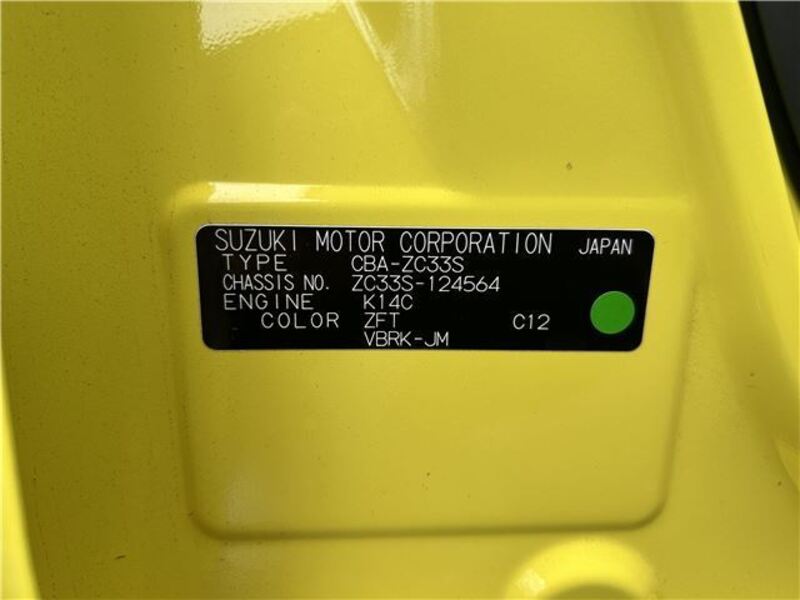 SUZUKI MOTOR CORPORATION JAPAN
TYPE CBA-ZC33S
CHASSIS NO. ZC33S-124564
ENGINE K14C
COLOR ZFT C12
VBRK-JM